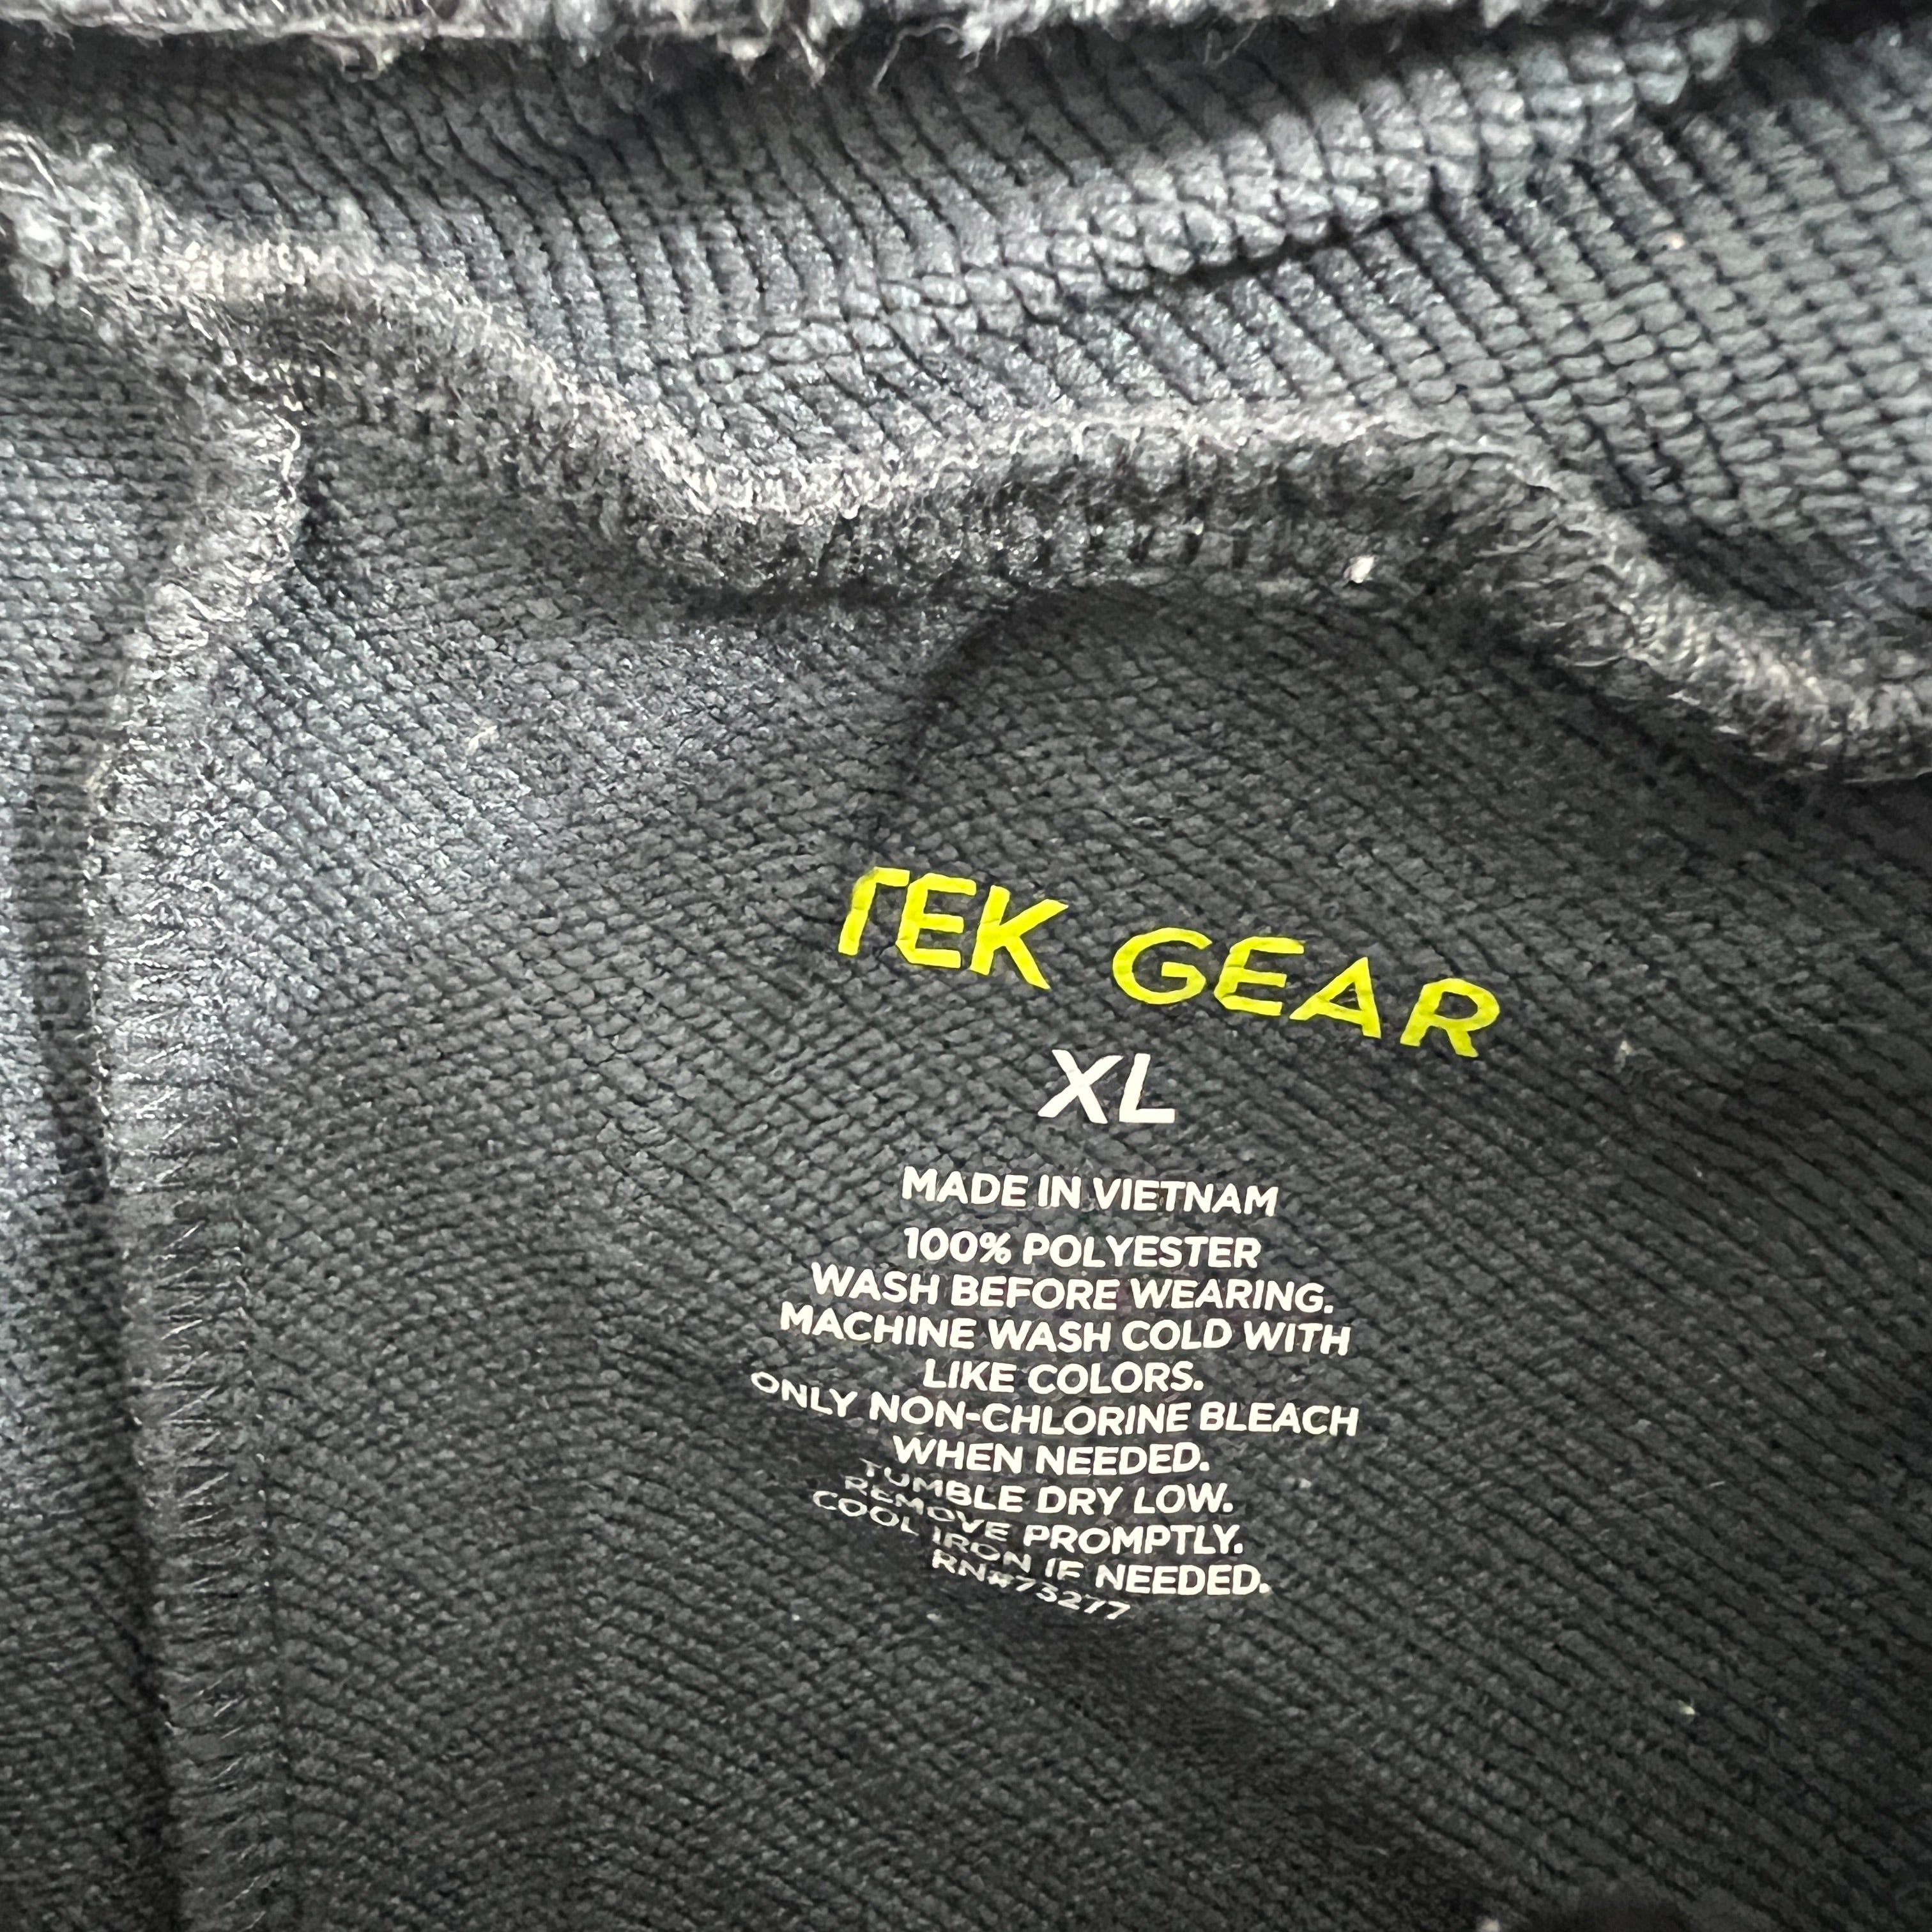 TEK GEAR
XL
MADE IN VIETNAM
100% POLYESTER
WASH BEFORE WEARING.
MACHINE WASH COLD WITH
LIKE COLORS.
ONLY NON-CHLORINE BLEACH
WHEN NEEDED.
TUMBLE DRY LOW.
REMOVE PROMPTLY.
COOL IRON IF NEEDED.
RN#73277